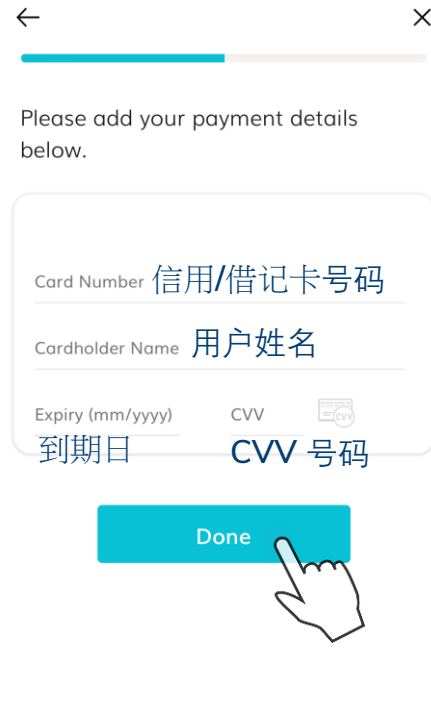 Please add your payment details
below.
Card Number 信用/借记卡号码
Cardholder Name 用户姓名
Expiry (mm/yyyy) CVV CVV
到期日 CVV 号码
Done